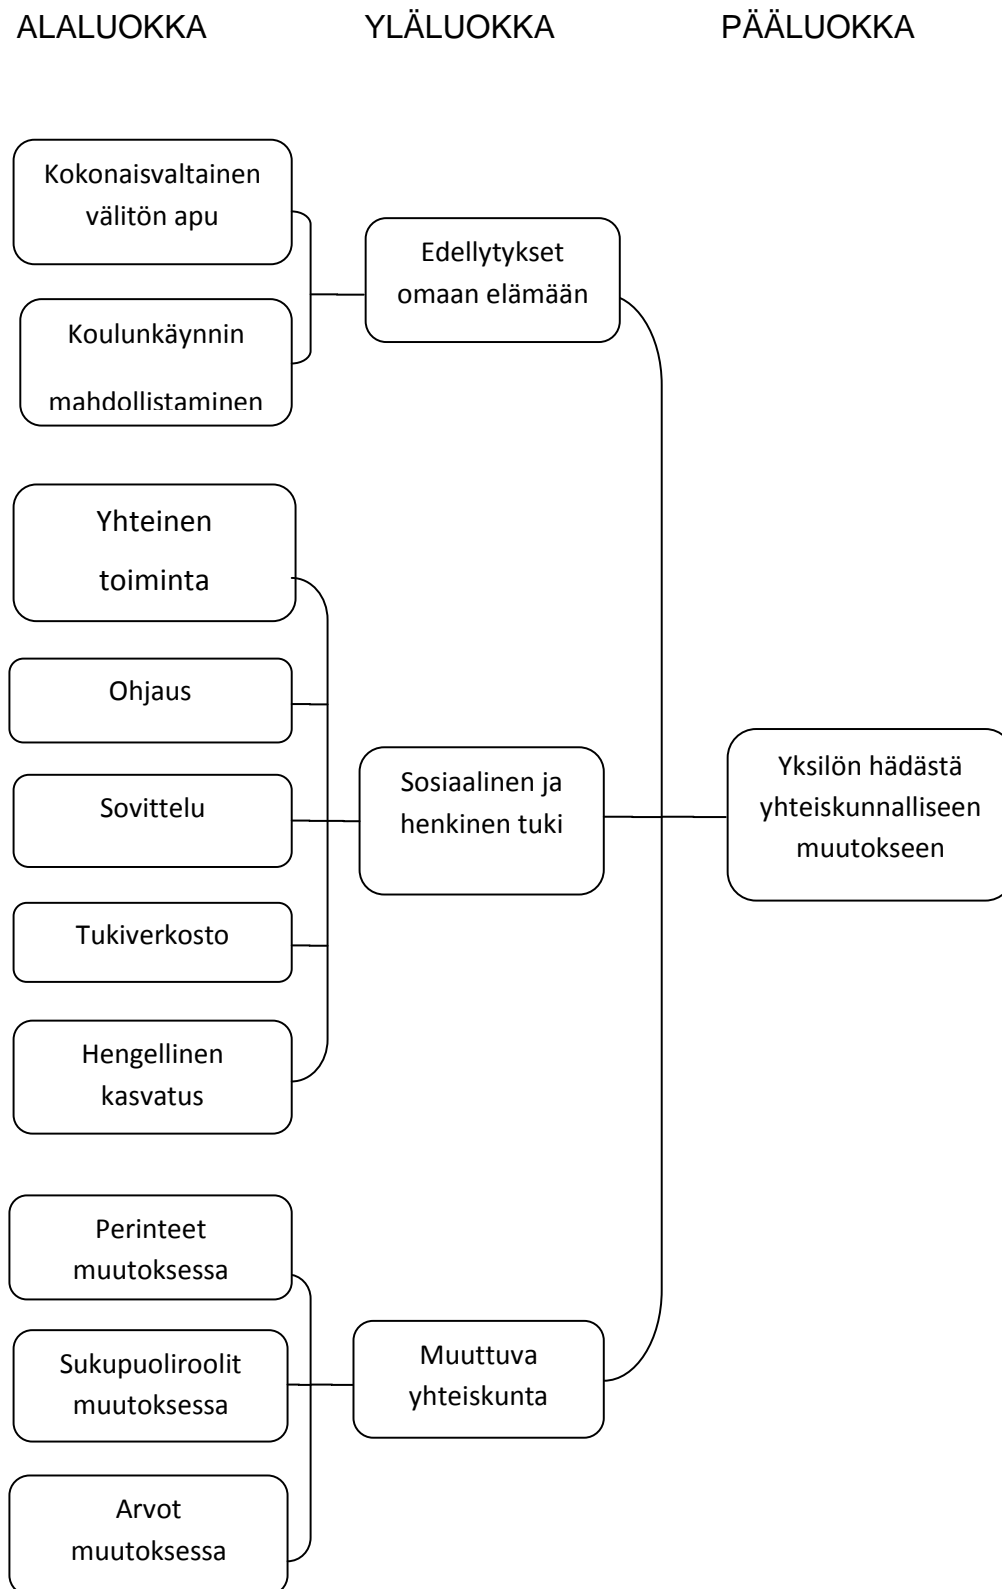 ALALUOKKA YLÄLUOKKA PÄÄLUOKKA
Kokonaisvaltainen
välitön apu
Koulunkäynnin
mahdollistaminen
Edellytykset
omaan elämään
Yhteinen
toiminta
Ohjaus
Sovittelu
Tukiverkosto
Hengellinen
kasvatus
Sosiaalinen ja
henkinen tuki
Yksilön hädästä
yhteiskunnalliseen
muutokseen
Perinteet
muutoksessa
Sukupuoliroolit
muutoksessa
Arvot
muutoksessa
Muuttuva
yhteiskunta